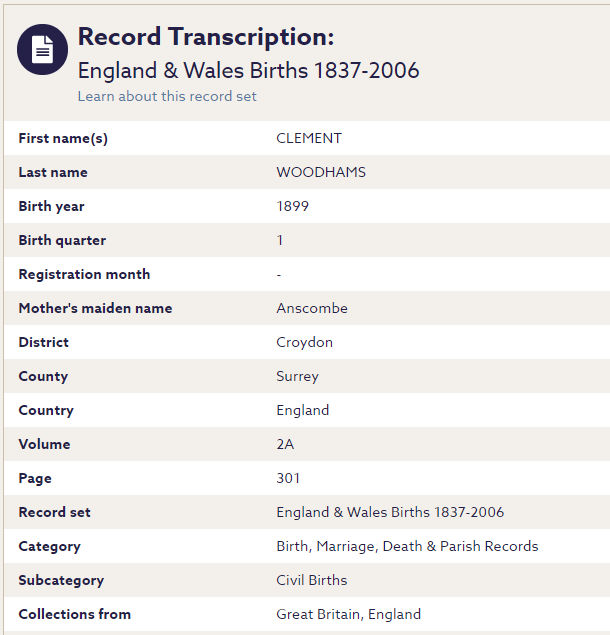 Record Transcription:
England & Wales Births 1837-2006
Learn about this record set
First name(s) CLEMENT
Last name WOODHAMS
Birth year 1899
Birth quarter 1
Registration month -
Mother's maiden name Anscombe
District Croydon
County Surrey
Country England
Volume 2A
Page 301
Record set England & Wales Births 1837-2006
Category Birth, Marriage, Death & Parish Records
Subcategory Civil Births
Collections from Great Britain, England